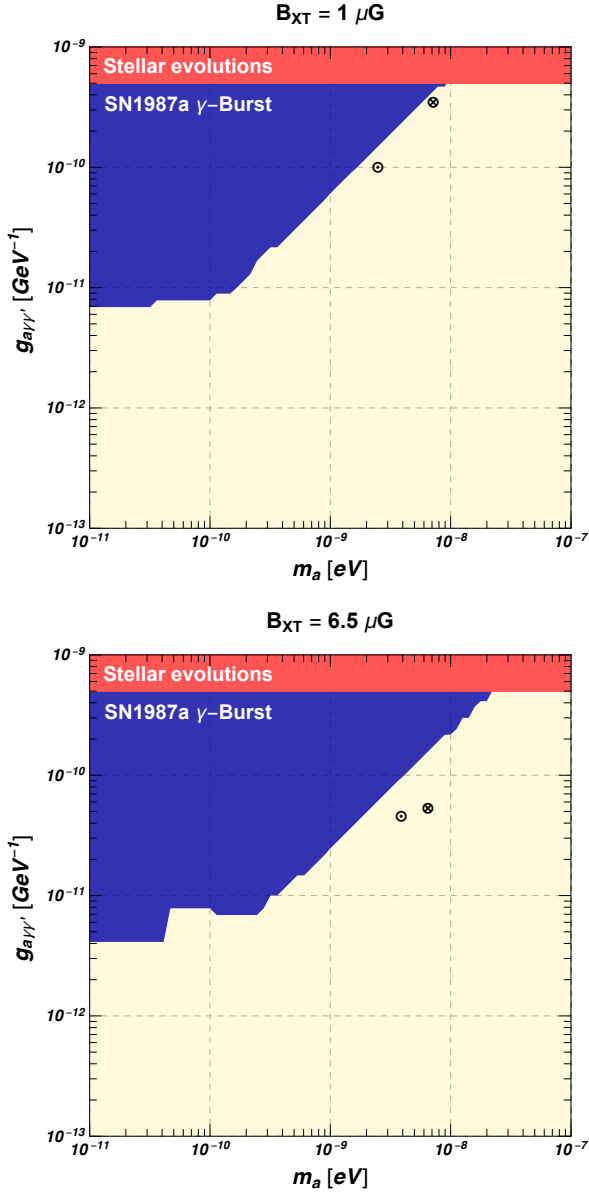 B_XT = 1 μG
10^-9
Stellar evolutions
SN1987a γ-Burst
10^-10
10^-11
10^-12
10^-13
g_aγγ' [GeV^-1]
10^-11 10^-10 10^-9 10^-8 10^-7
m_a [eV]
B_XT = 6.5 μG
10^-9
Stellar evolutions
SN1987a γ-Burst
10^-10
10^-11
10^-12
10^-13
g_aγγ' [GeV^-1]
10^-11 10^-10 10^-9 10^-8 10^-7
m_a [eV]